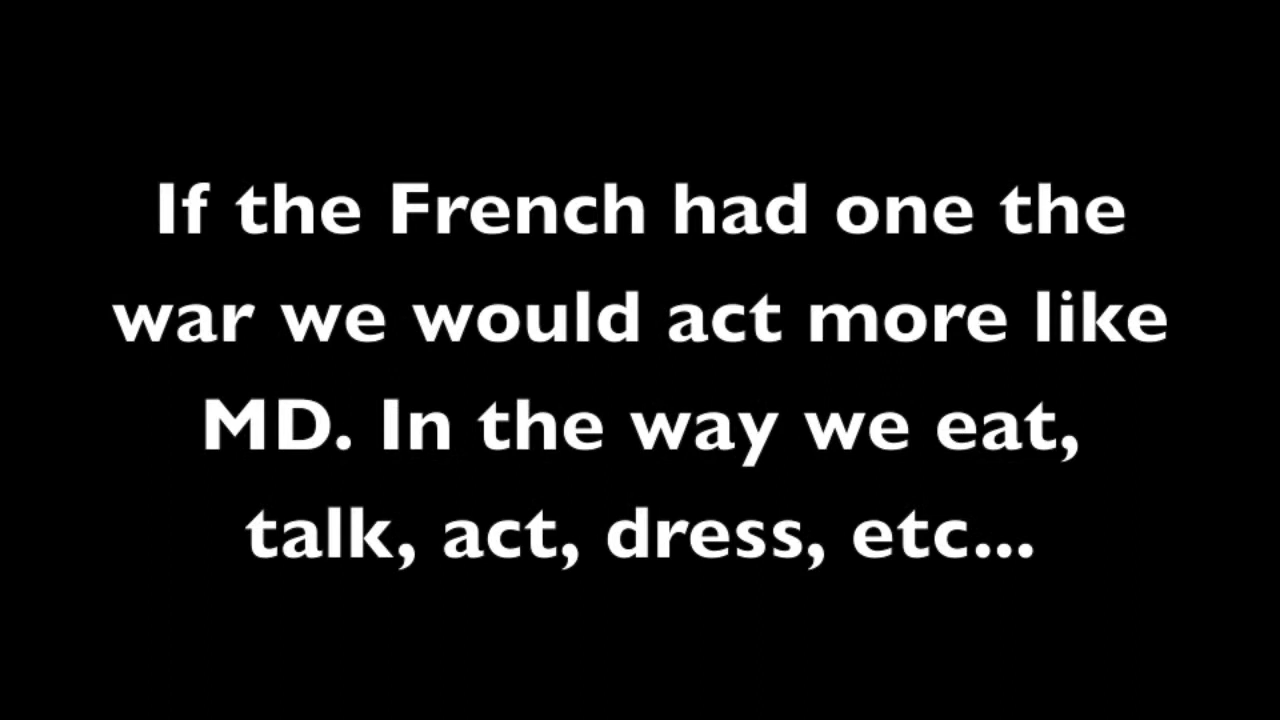 If the French had one the
war we would act more like
MD. In the way we eat,
talk, act, dress, etc...